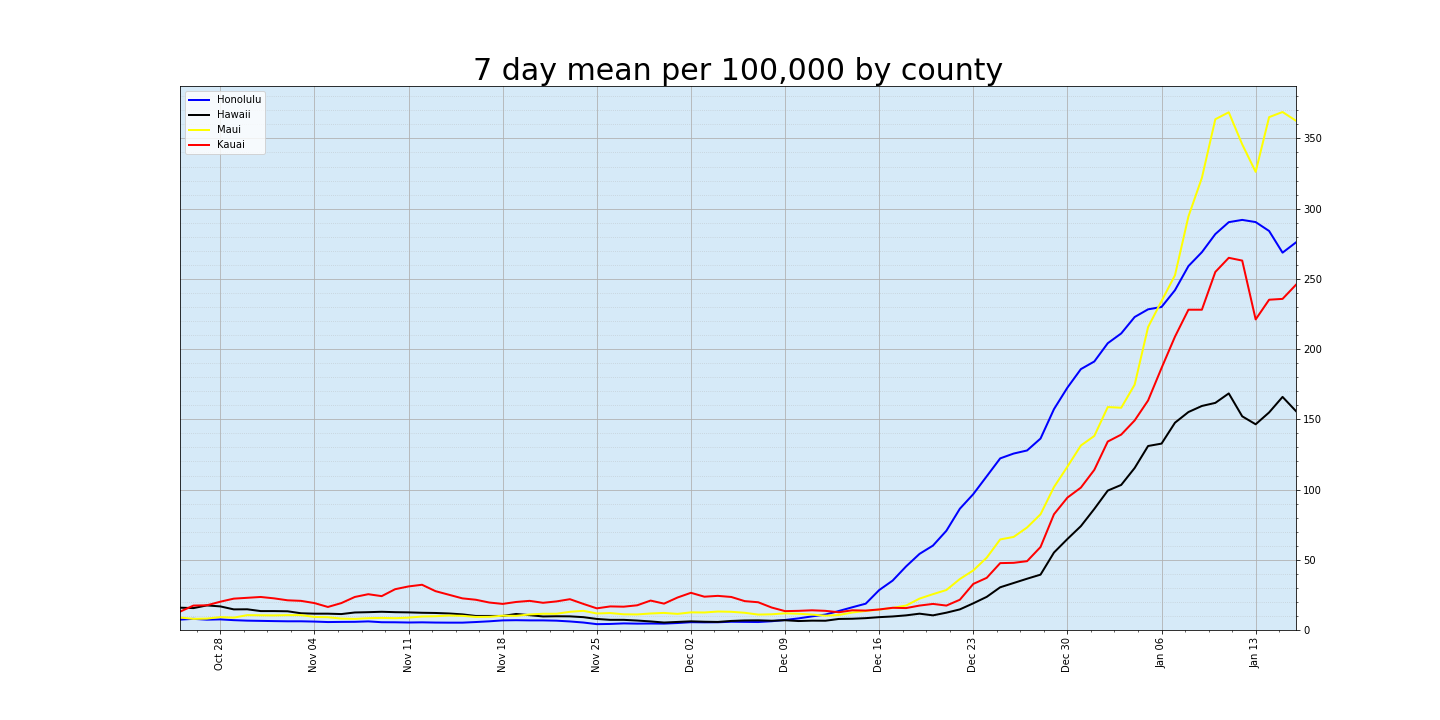 7 day mean per 100,000 by county
Honolulu
Hawaii
Maui
Kauai
350
300
250
200
150
100
50
0
Oct 28
Nov 04
Nov 11
Nov 18
Nov 25
Dec 02
Dec 09
Dec 16
Dec 23
Dec 30
Jan 06
Jan 13